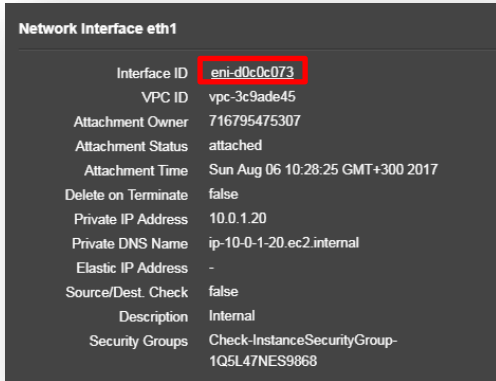 Network Interface eth1
Interface ID eni-d0c0c073
VPC ID vpc-3c9ade45
Attachment Owner 716795475307
Attachment Status attached
Attachment Time Sun Aug 06 10:28:25 GMT+300 2017
Delete on Terminate false
Private IP Address 10.0.1.20
Private DNS Name ip-10-0-1-20.ec2.internal
Elastic IP Address -
Source/Dest. Check false
Description Internal
Security Groups Check-InstanceSecurityGroup-
1Q5L47NES9868